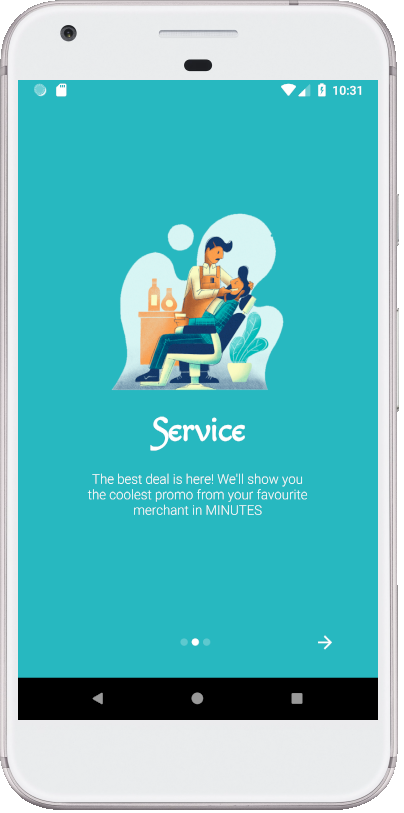 10:31
Service
The best deal is here! We'll show you
the coolest promo from your favourite
merchant in MINUTES